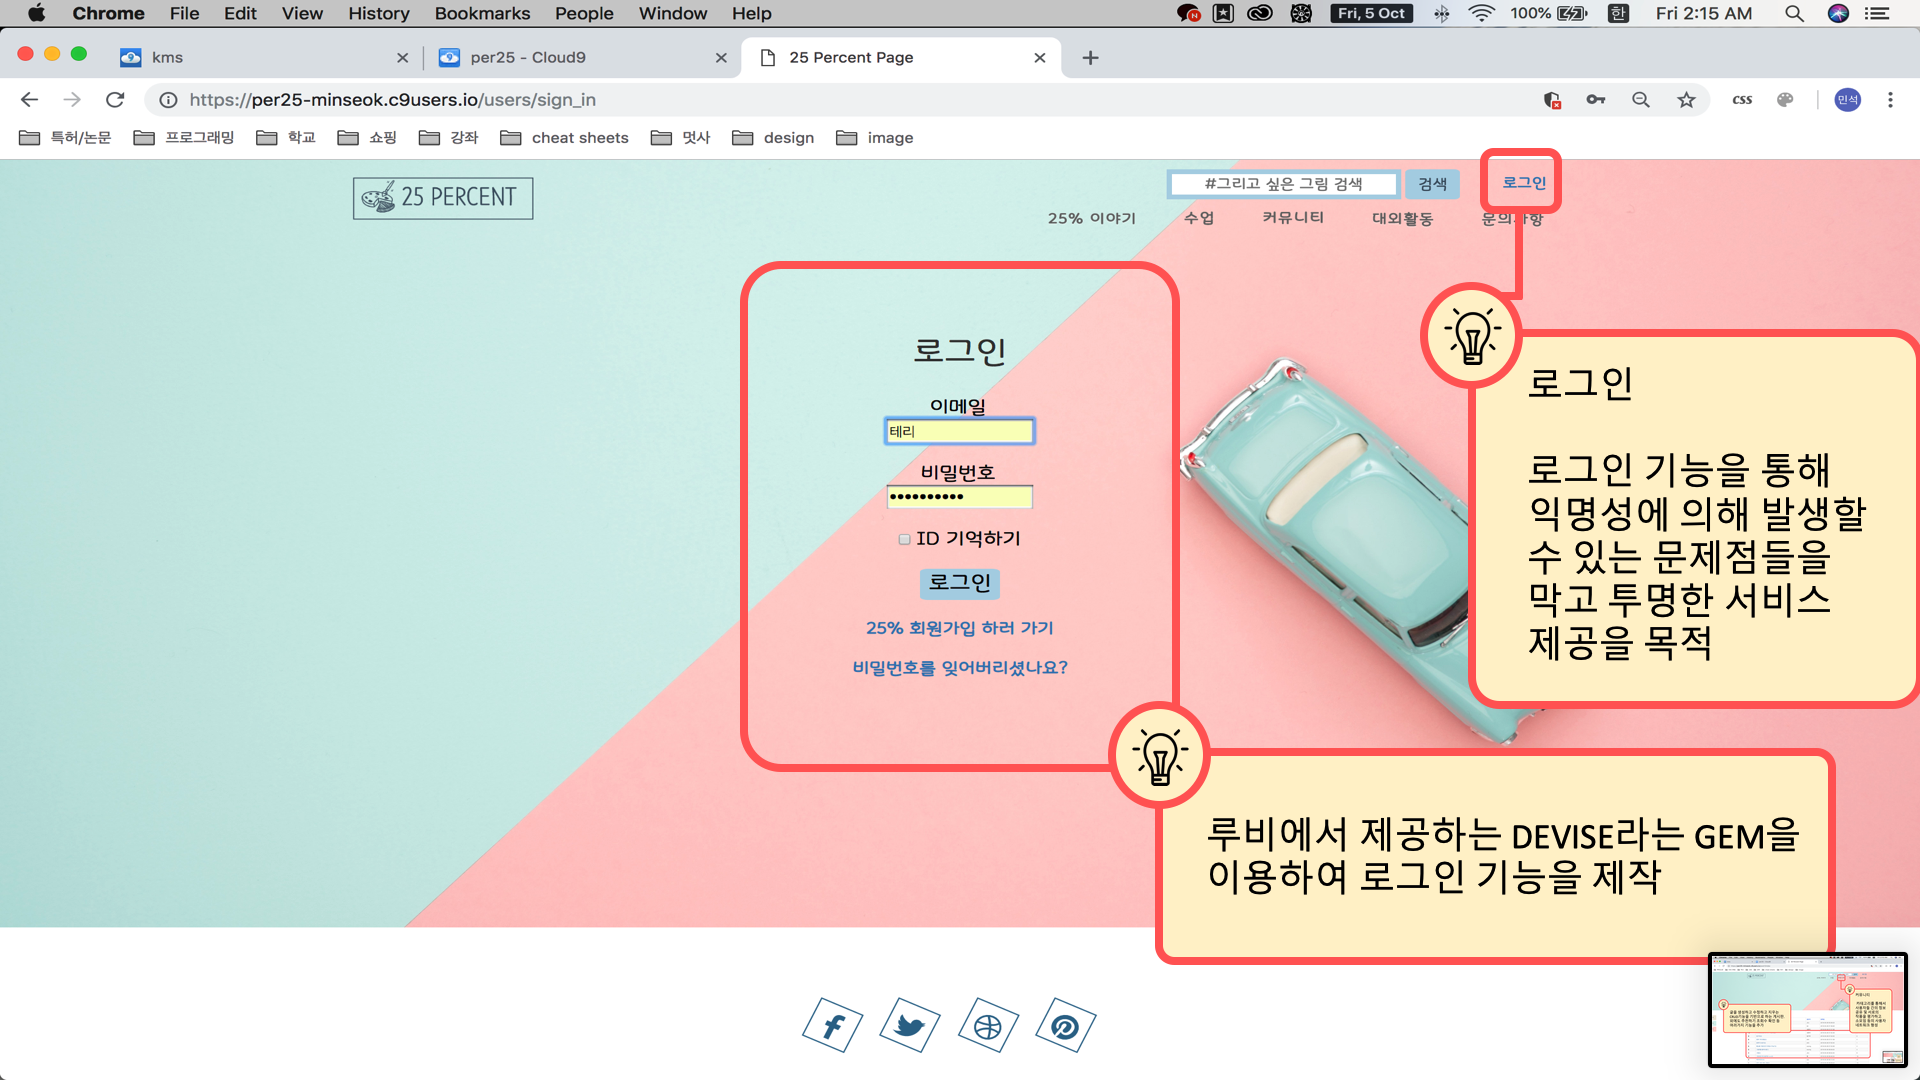 Chrome File Edit View History Bookmarks People Window Help Fri, 5 Oct 100% 한 Fri 2:15 AM
kms
per25 - Cloud9
25 Percent Page
https://per25-minseok.c9users.io/users/sign_in
css
민석
특허/논문 프로그래밍 학교 쇼핑 강좌 cheat sheets 멋사 design image
25 PERCENT
#그리고 싶은 그림 검색 검색 로그인
25% 이야기 수업 커뮤니티 대외활동 문의사항
로그인
이메일
테리
비밀번호
••••••••••
ID 기억하기
로그인
25% 회원가입 하러 가기
비밀번호를 잊어버리셨나요?
로그인
로그인 기능을 통해
익명성에 의해 발생할
수 있는 문제점들을
막고 투명한 서비스
제공을 목적
루비에서 제공하는 DEVISE라는 GEM을
이용하여 로그인 기능을 제작